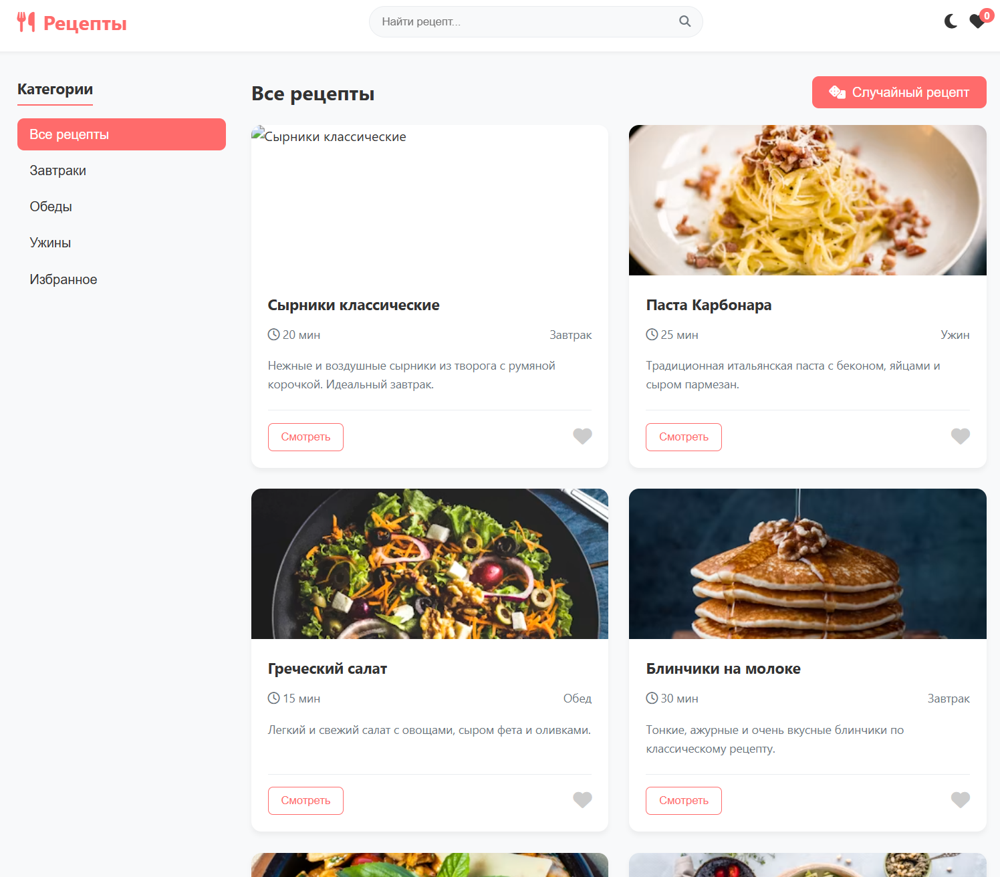 Рецепты
Найти рецепт...
0
Категории
Все рецепты
Завтраки
Обеды
Ужины
Избранное
Все рецепты
Случайный рецепт
Сырники классические
Сырники классические
20 мин
Завтрак
Нежные и воздушные сырники из творога с румяной
корочкой. Идеальный завтрак.
Смотреть
Паста Карбонара
25 мин
Ужин
Традиционная итальянская паста с беконом, яйцами и
сыром пармезан.
Смотреть
Греческий салат
15 мин
Обед
Легкий и свежий салат с овощами, сыром фета и оливками.
Смотреть
Блинчики на молоке
30 мин
Завтрак
Тонкие, ажурные и очень вкусные блинчики по
классическому рецепту.
Смотреть